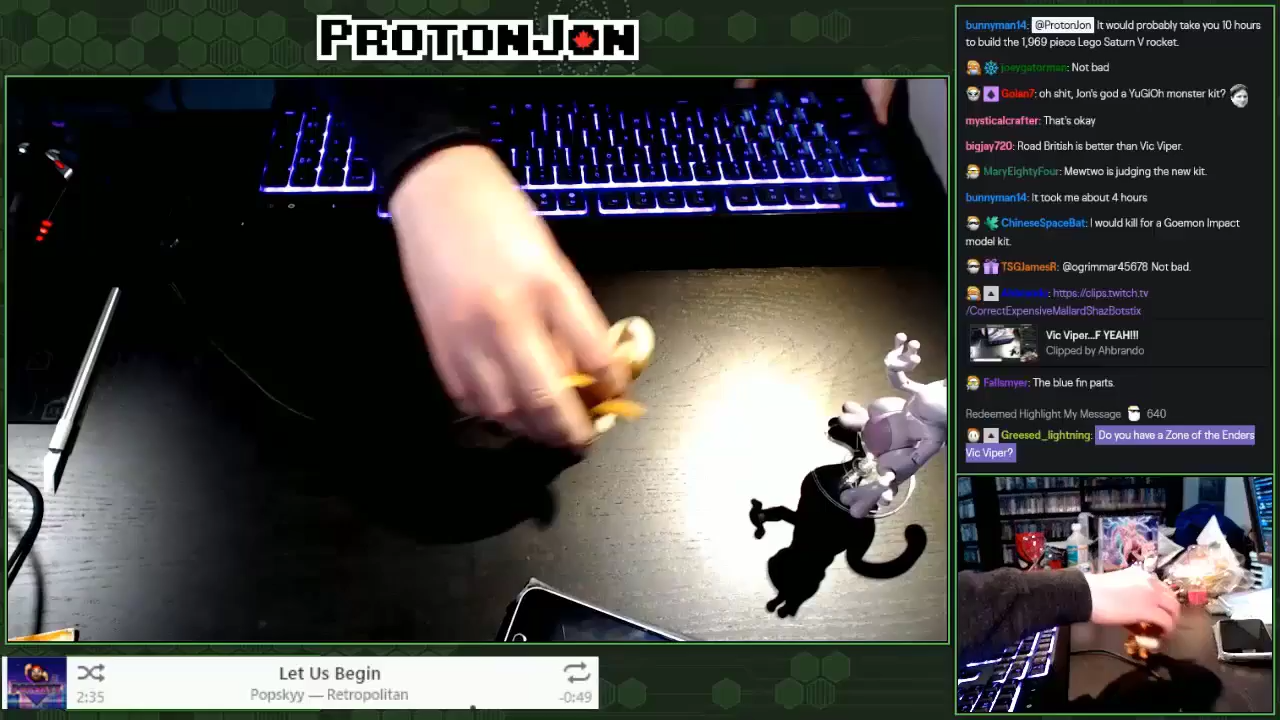 PROTONJON
bunnyman14: @ProtonJon It would probably take you 10 hours
to build the 1,969 piece Lego Saturn V rocket.
joeygatorman: Not bad
Golan7: oh shit, Jon's god a YuGiOh monster kit?
mysticalcrafter: That's okay
bigjay720: Road British is better than Vic Viper.
MaryEightyFour: Mewtwo is judging the new kit.
bunnyman14: It took me about 4 hours
ChineseSpaceBat: I would kill for a Goemon Impact
model kit.
TSGJamesR: @ogrimmar45678 Not bad.
: https://clips.twitch.tv
/CorrectExpensiveMallardShazBotstix
Vic Viper...F YEAH!!!
Clipped by Ahbrando
Fallsmyer: The blue fin parts.
Redeemed Highlight My Message 640
Greesed_lightning: Do you have a Zone of the Enders
Vic Viper?
Let Us Begin
2:35 Popskyy — Retropolitan -0:49